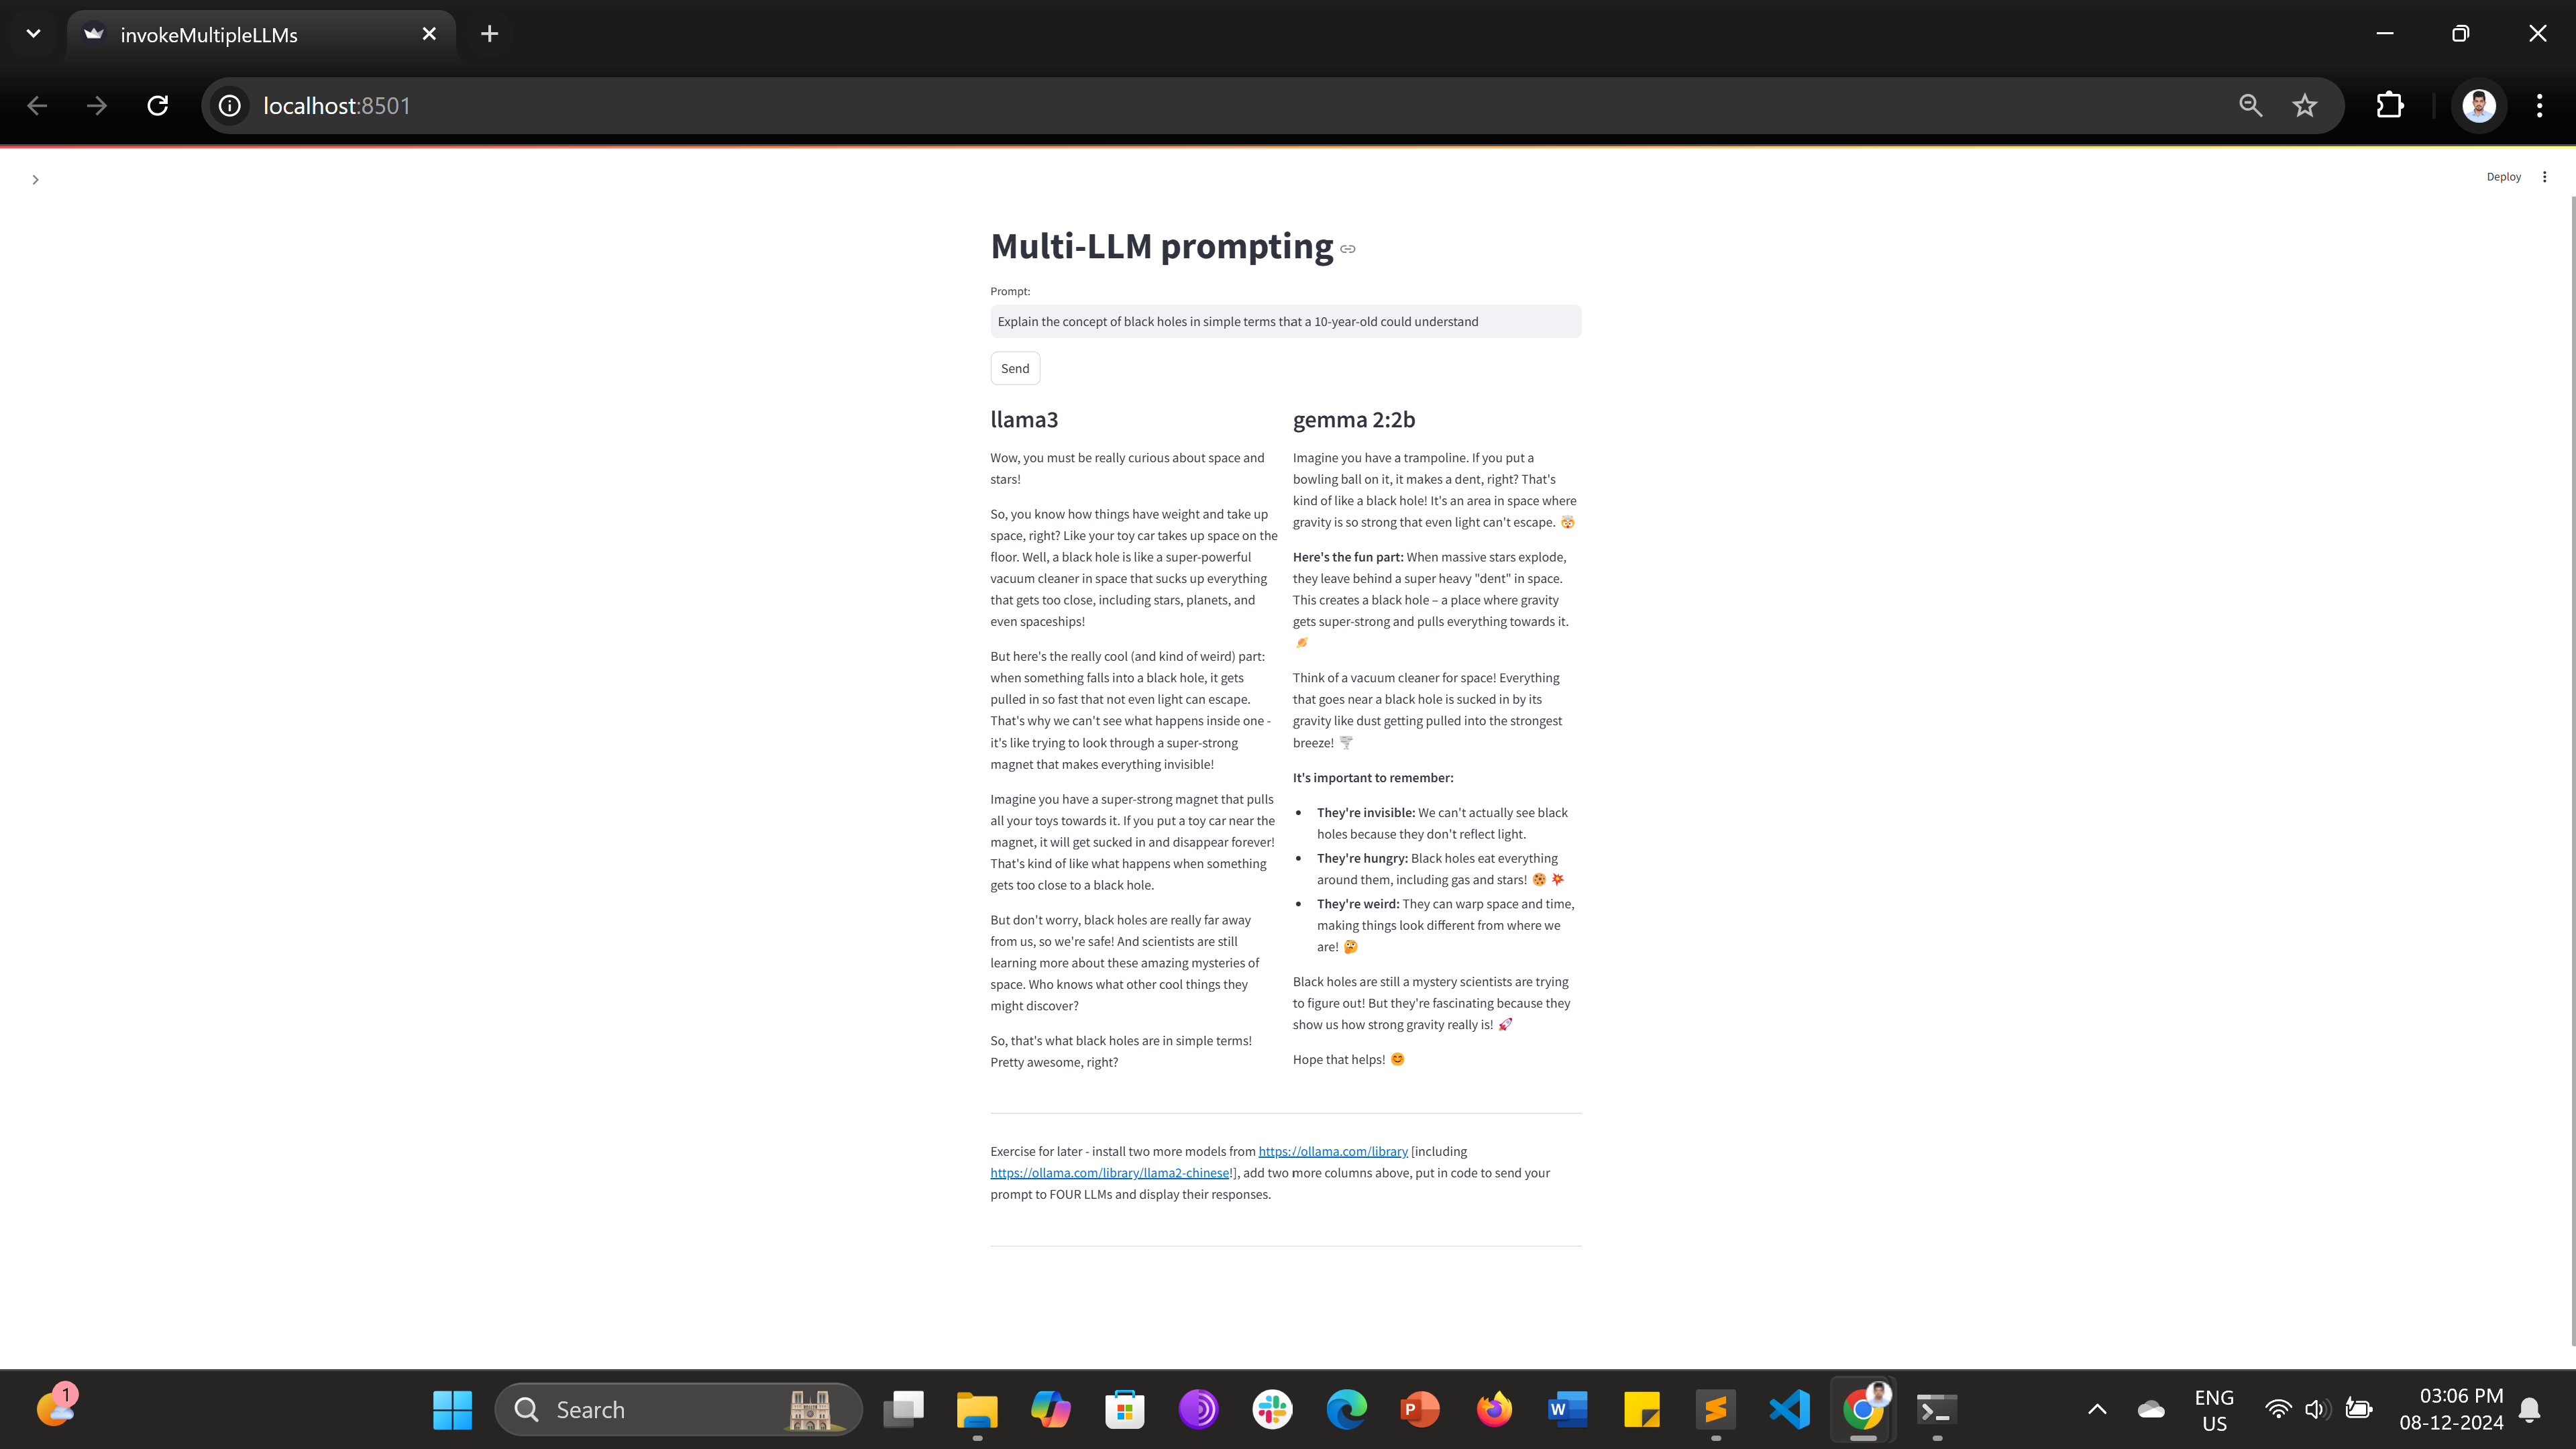 invokeMultipleLLMs
localhost:8501
Deploy
Multi-LLM prompting
Prompt:
Explain the concept of black holes in simple terms that a 10-year-old could understand
Send
llama3
Wow, you must be really curious about space and
stars!
So, you know how things have weight and take up
space, right? Like your toy car takes up space on the
floor. Well, a black hole is like a super-powerful
vacuum cleaner in space that sucks up everything
that gets too close, including stars, planets, and
even spaceships!
But here's the really cool (and kind of weird) part:
when something falls into a black hole, it gets
pulled in so fast that not even light can escape.
That's why we can't see what happens inside one -
it's like trying to look through a super-strong
magnet that makes everything invisible!
Imagine you have a super-strong magnet that pulls
all your toys towards it. If you put a toy car near the
magnet, it will get sucked in and disappear forever!
That's kind of like what happens when something
gets too close to a black hole.
But don't worry, black holes are really far away
from us, so we're safe! And scientists are still
learning more about these amazing mysteries of
space. Who knows what other cool things they
might discover?
So, that's what black holes are in simple terms!
Pretty awesome, right?
gemma 2:2b
Imagine you have a trampoline. If you put a
bowling ball on it, it makes a dent, right? That's
kind of like a black hole! It's an area in space where
gravity is so strong that even light can't escape. 🤯
Here's the fun part: When massive stars explode,
they leave behind a super heavy "dent" in space.
This creates a black hole – a place where gravity
gets super-strong and pulls everything towards it.
🪐
Think of a vacuum cleaner for space! Everything
that goes near a black hole is sucked in by its
gravity like dust getting pulled into the strongest
breeze! 🌪️
It's important to remember:
• They're invisible: We can't actually see black
holes because they don't reflect light.
• They're hungry: Black holes eat everything
around them, including gas and stars! 🍪 💥
• They're weird: They can warp space and time,
making things look different from where we
are! 🤔
Black holes are still a mystery scientists are trying
to figure out! But they're fascinating because they
show us how strong gravity really is! 🚀
Hope that helps! 😊
Exercise for later - install two more models from https://ollama.com/library [including
https://ollama.com/library/llama2-chinese!], add two more columns above, put in code to send your
prompt to FOUR LLMs and display their responses.
1
Search
P
W
ENG
US
03:06 PM
08-12-2024